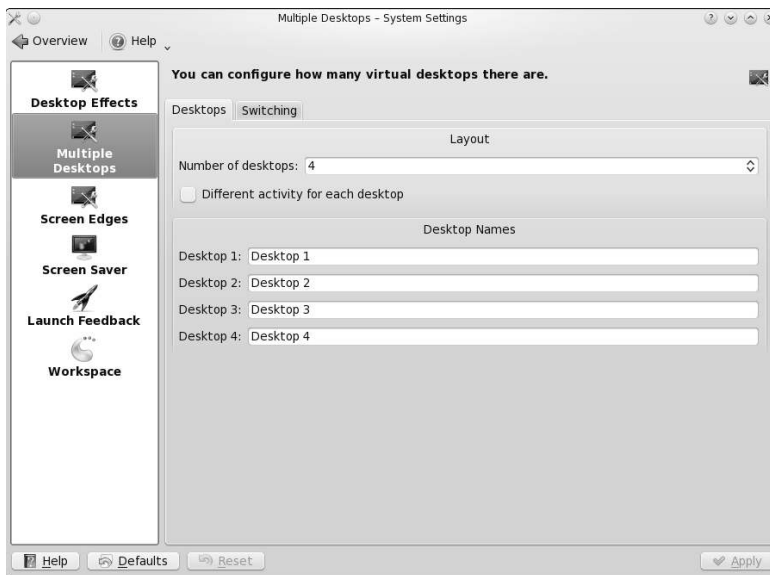 Multiple Desktops – System Settings
Overview Help
You can configure how many virtual desktops there are.
Desktop Effects
Multiple
Desktops
Screen Edges
Screen Saver
Launch Feedback
Workspace
Desktops Switching
Layout
Number of desktops: 4
Different activity for each desktop
Desktop Names
Desktop 1: Desktop 1
Desktop 2: Desktop 2
Desktop 3: Desktop 3
Desktop 4: Desktop 4
Help Defaults Reset Apply